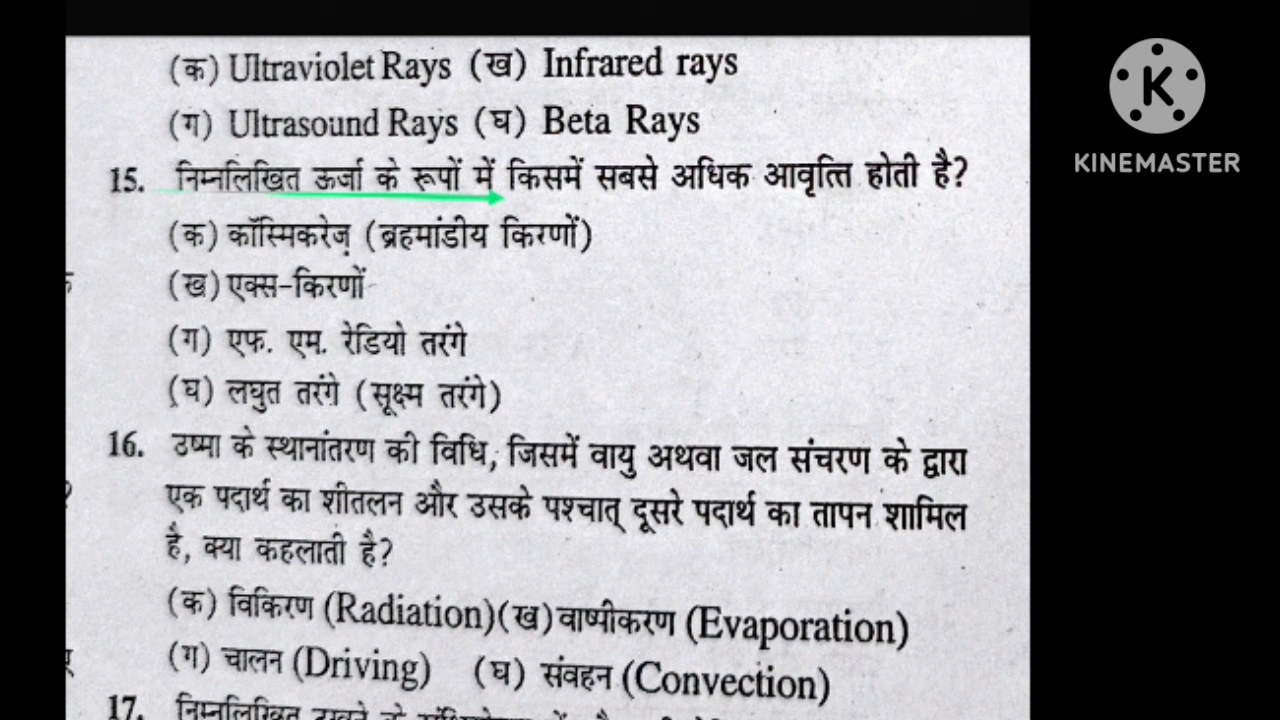 (क) Ultraviolet Rays (ख) Infrared rays
(ग) Ultrasound Rays (घ) Beta Rays
15. निम्नलिखित ऊर्जा के रूपों में किसमें सबसे अधिक आवृत्ति होती है?
(क) कॉस्मिकरेज़ (ब्रहमांडीय किरणों)
(ख) एक्स-किरणों
(ग) एफ. एम. रेडियो तरंगे
(घ) लघुत तरंगे (सूक्ष्म तरंगे)
16. उष्मा के स्थानांतरण की विधि, जिसमें वायु अथवा जल संचरण के द्वारा
एक पदार्थ का शीतलन और उसके पश्चात् दूसरे पदार्थ का तापन शामिल
है, क्या कहलाती है?
(क) विकिरण (Radiation) (ख) वाष्पीकरण (Evaporation)
(ग) चालन (Driving) (घ) संवहन (Convection)
17. निम्नलिखित
KINEMASTER